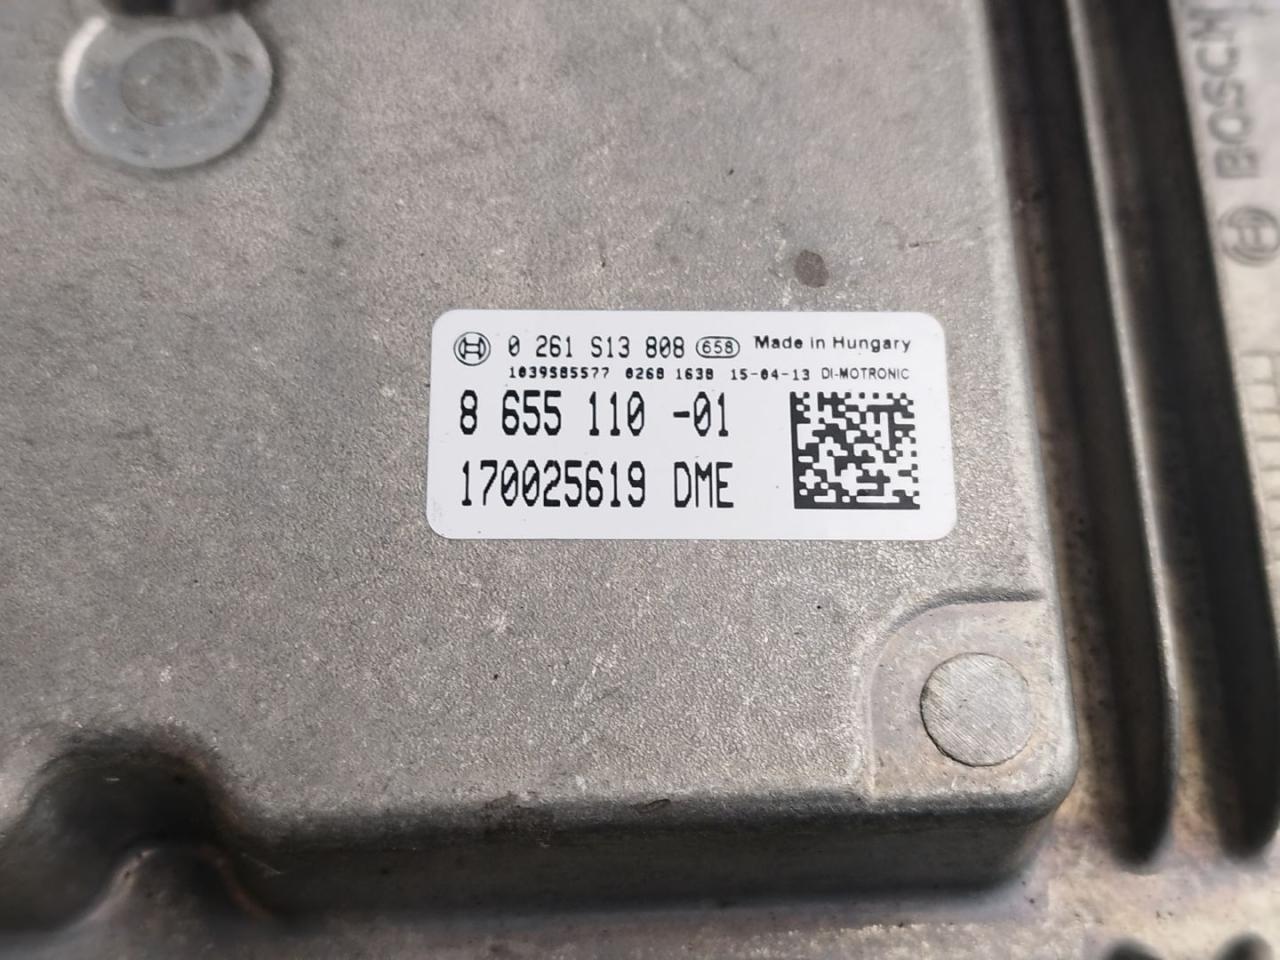 0 261 S13 808 658 Made in Hungary
1039S85577 0260 1638 15-04-13 DI-MOTRONIC
8 655 110 -01
170025619 DME
BOSCH